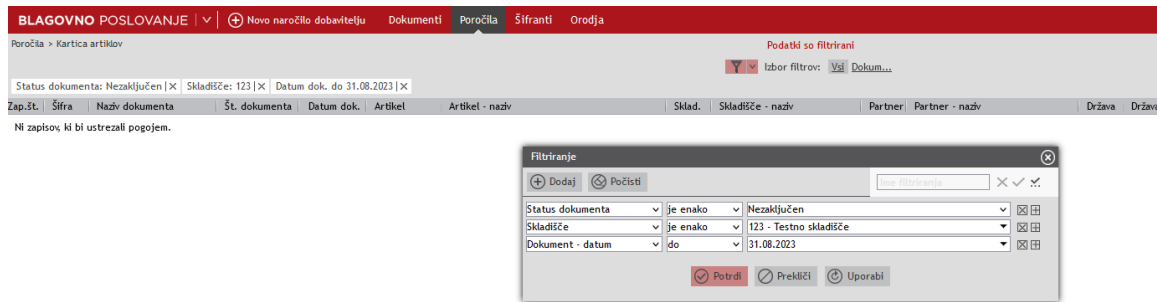 BLAGOVNO POSLOVANJE Novo naročilo dobavitelju Dokumenti Poročila Šifranti Orodja
Poročila > Kartica artiklov
Podatki so filtrirani
Izbor filtrov: Vsi Dokum...
Status dokumenta: Nezaključen | X Skladišče: 123 | X Datum dok. do 31.08.2023 | X
Zap.št. Šifra Naziv dokumenta Št. dokumenta Datum dok. Artikel Artikel - naziv Sklad. Skladišče - naziv Partner Partner - naziv Država Država
Ni zapisov, ki bi ustrezali pogojem.
Filtriranje
Dodaj Počisti Ime filtriranja
Status dokumenta je enako Nezaključen
Skladišče je enako 123 - Testno skladišče
Dokument - datum do 31.08.2023
Potrdi Prekliči Uporabi